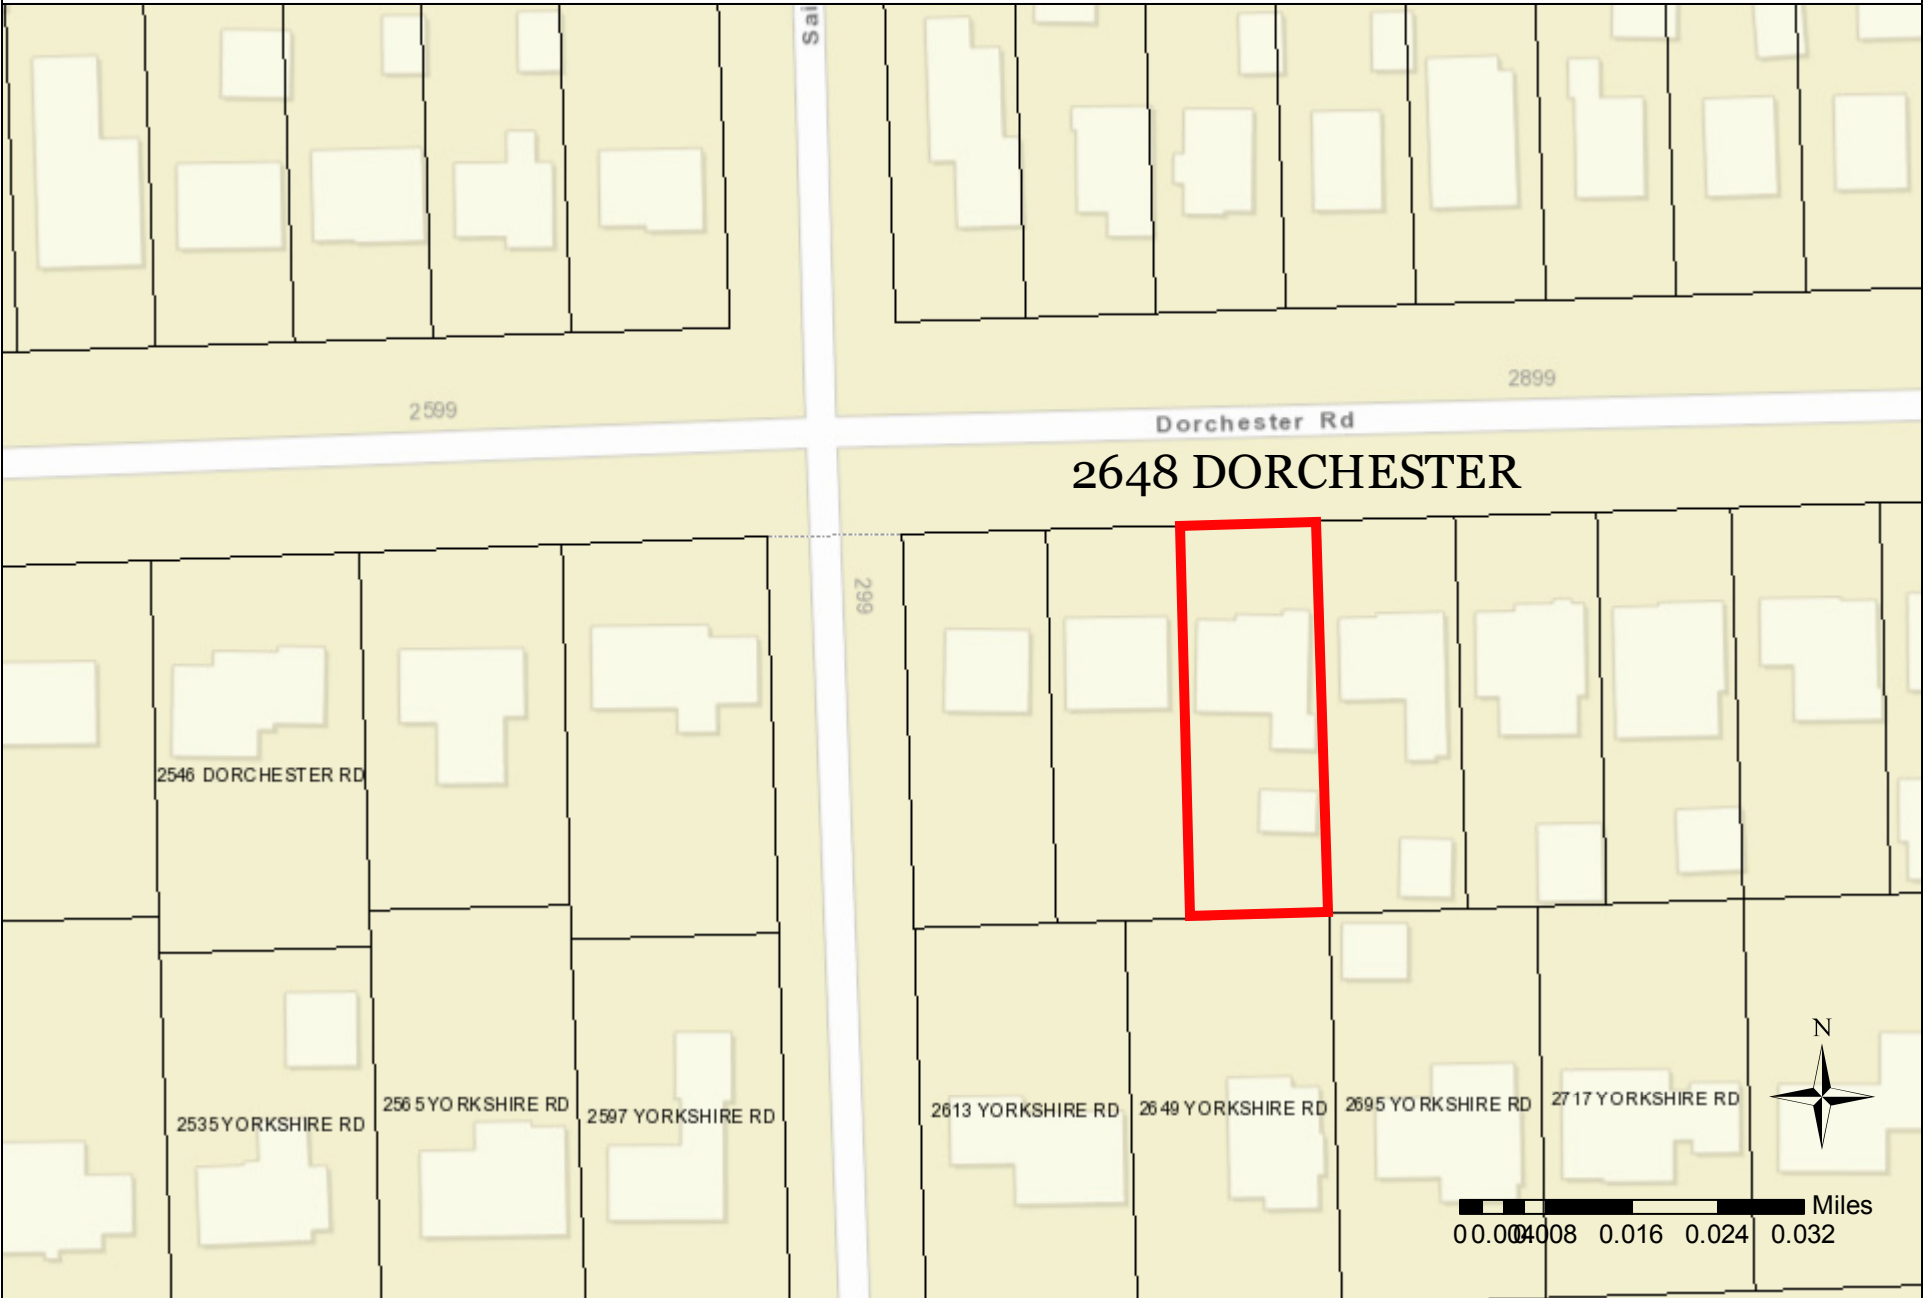 Sai
2899
2599
Dorchester Rd
2648 DORCHESTER
299
2546 DORCHESTER RD
N
2565 YORKSHIRE RD
2717 YORKSHIRE RD
2695 YORKSHIRE RD
2649 YORKSHIRE RD
2613 YORKSHIRE RD
2597 YORKSHIRE RD
2535 YORKSHIRE RD
Miles
0 0.004 0.008 0.016 0.024 0.032